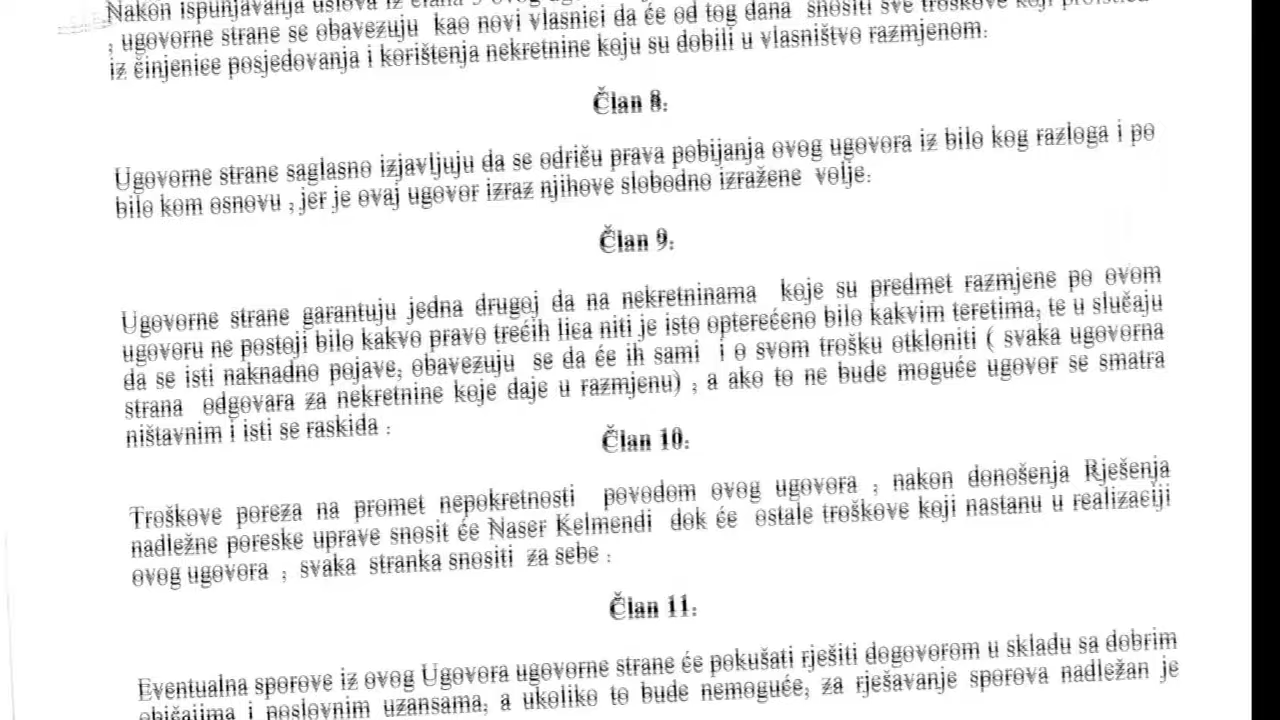 Nakon ispunjavanja uslova iz člana
, ugovorne strane se obavezuju kao novi vlasnici da će od tog dana snositi sve troškove koji
iz činjenice posjedovanja i korištenja nekretnine koju su dobili u vlasništvo razmjenom.
Član 8.
Ugovorne strane saglasno izjavljuju da se odriču prava pobijanja ovog ugovora iz bilo kog razloga i po
bilo kom osnovu , jer je ovaj ugovor izraz njihove slobodno izražene volje.
Član 9.
Ugovorne strane garantuju jedna drugoj da na nekretninama koje su predmet razmjene po ovom
ugovoru ne postoji bilo kakvo pravo trećih lica niti je isto opterećeno bilo kakvim teretima, te u slučaju
da se isti naknadno pojave, obavezuju se da će ih sami i o svom trošku otkloniti ( svaka ugovorna
strana odgovara za nekretnine koje daje u razmjenu) , a ako to ne bude moguće ugovor se smatra
ništavnim i isti se raskida .
Član 10.
Troškove poreza na promet nepokretnosti povodom ovog ugovora , nakon donošenja Rješenja
nadležne poreske uprave snosit će Naser Kelmendi dok će ostale troškove koji nastanu u realizaciji
ovog ugovora , svaka stranka snositi za sebe .
Član 11.
Eventualna sporove iz ovog Ugovora ugovorne strane će pokušati rješiti dogovorom u skladu sa dobrim
običajima i poslovnim uzansama, a ukoliko to bude nemoguće, za rješavanje sporova nadležan je